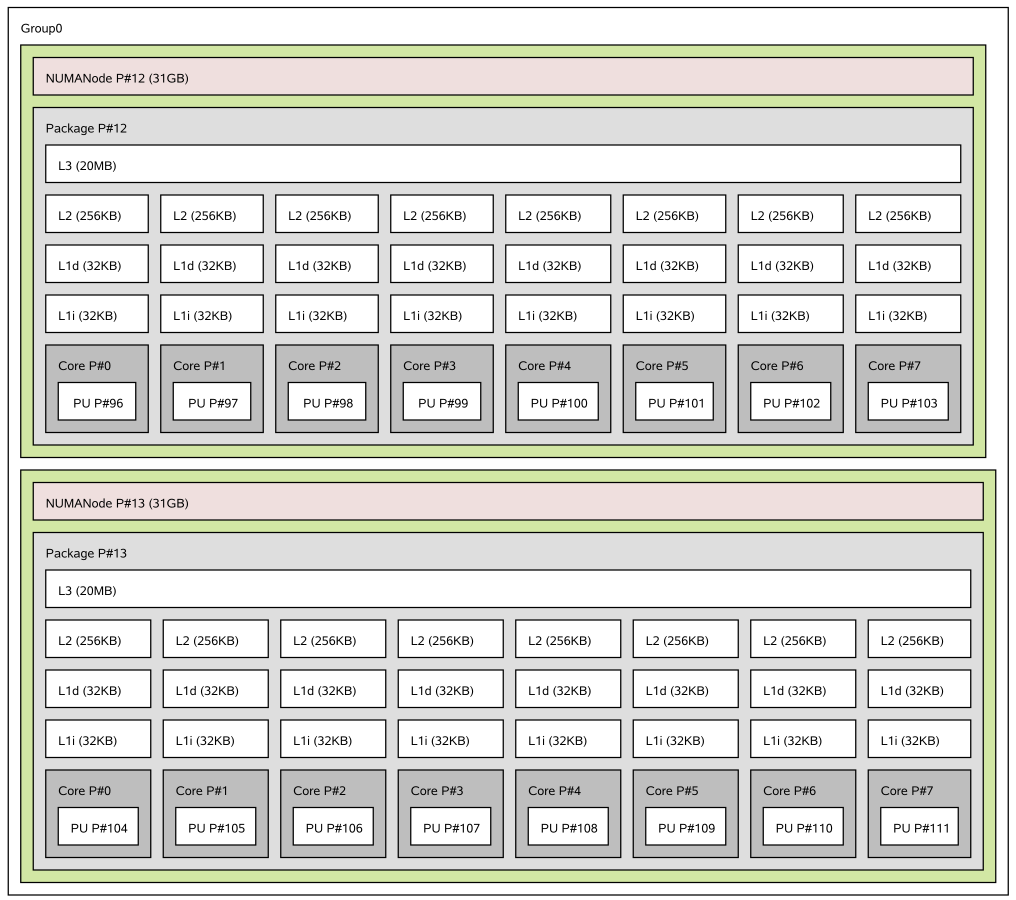 Group0
NUMANode P#12 (31GB)
Package P#12
L3 (20MB)
L2 (256KB) L2 (256KB) L2 (256KB) L2 (256KB) L2 (256KB) L2 (256KB) L2 (256KB) L2 (256KB)
L1d (32KB) L1d (32KB) L1d (32KB) L1d (32KB) L1d (32KB) L1d (32KB) L1d (32KB) L1d (32KB)
L1i (32KB) L1i (32KB) L1i (32KB) L1i (32KB) L1i (32KB) L1i (32KB) L1i (32KB) L1i (32KB)
Core P#0 Core P#1 Core P#2 Core P#3 Core P#4 Core P#5 Core P#6 Core P#7
PU P#96 PU P#97 PU P#98 PU P#99 PU P#100 PU P#101 PU P#102 PU P#103
NUMANode P#13 (31GB)
Package P#13
L3 (20MB)
L2 (256KB) L2 (256KB) L2 (256KB) L2 (256KB) L2 (256KB) L2 (256KB) L2 (256KB) L2 (256KB)
L1d (32KB) L1d (32KB) L1d (32KB) L1d (32KB) L1d (32KB) L1d (32KB) L1d (32KB) L1d (32KB)
L1i (32KB) L1i (32KB) L1i (32KB) L1i (32KB) L1i (32KB) L1i (32KB) L1i (32KB) L1i (32KB)
Core P#0 Core P#1 Core P#2 Core P#3 Core P#4 Core P#5 Core P#6 Core P#7
PU P#104 PU P#105 PU P#106 PU P#107 PU P#108 PU P#109 PU P#110 PU P#111